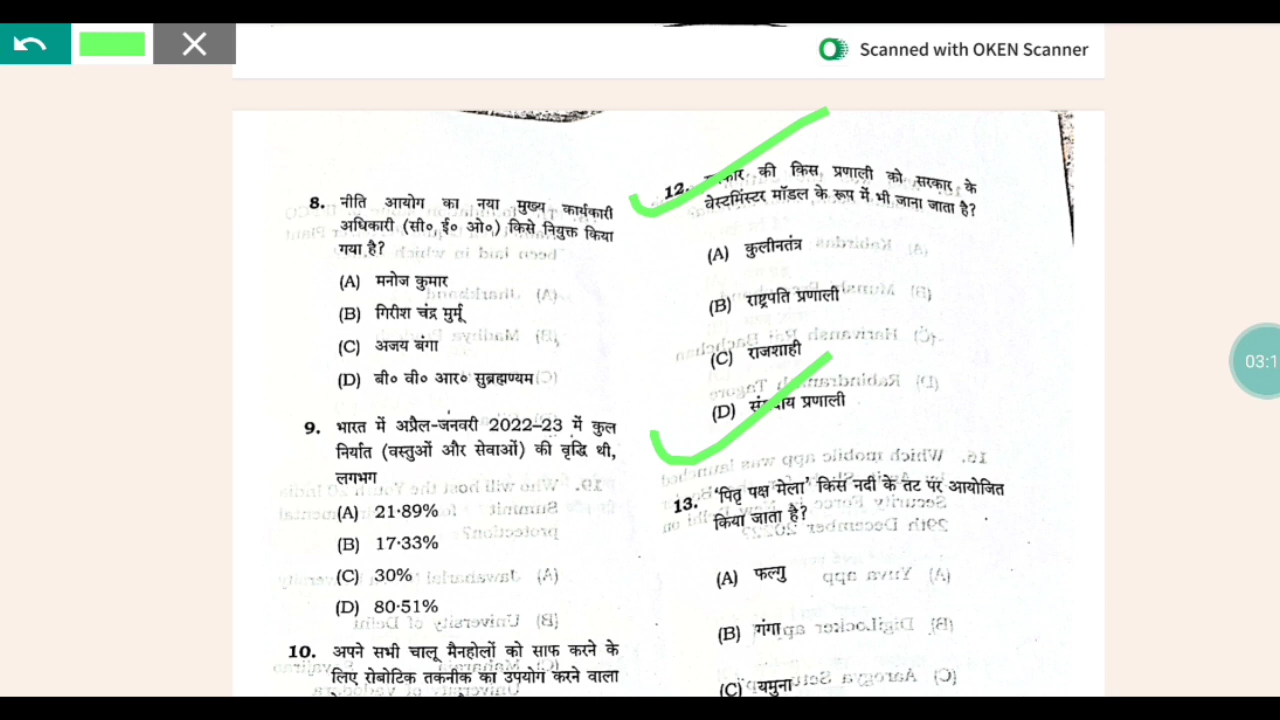 Scanned with OKEN Scanner
8. नीति आयोग का नया मुख्य कार्यकारी
अधिकारी (सी० ई० ओ०) किसे नियुक्त किया
गया है?
(A) मनोज कुमार
(B) गिरीश चंद्र मुर्मू
(C) अजय बंगा
(D) बी० वी० आर० सुब्रह्मण्यम
9. भारत में अप्रैल-जनवरी 2022-23 में कुल
निर्यात (वस्तुओं और सेवाओं) की वृद्धि थी,
लगभग
(A) 21·89%
(B) 17·33%
(C) 30%
(D) 80·51%
10. अपने सभी चालू मैनहोलों को साफ करने के
लिए रोबोटिक तकनीक का उपयोग करने वाला
12. की किस प्रणाली को सरकार के
वेस्टमिंस्टर मॉडल के रूप में भी जाना जाता है?
(A) कुलीनतंत्र
(B) राष्ट्रपति प्रणाली
(C) राजशाही
(D) प्रणाली
13. 'पितृ पक्ष मेला' किस नदी के तट पर आयोजित
किया जाता है?
(A) फल्गु
(B) गंगा
(C) यमुना
03:1